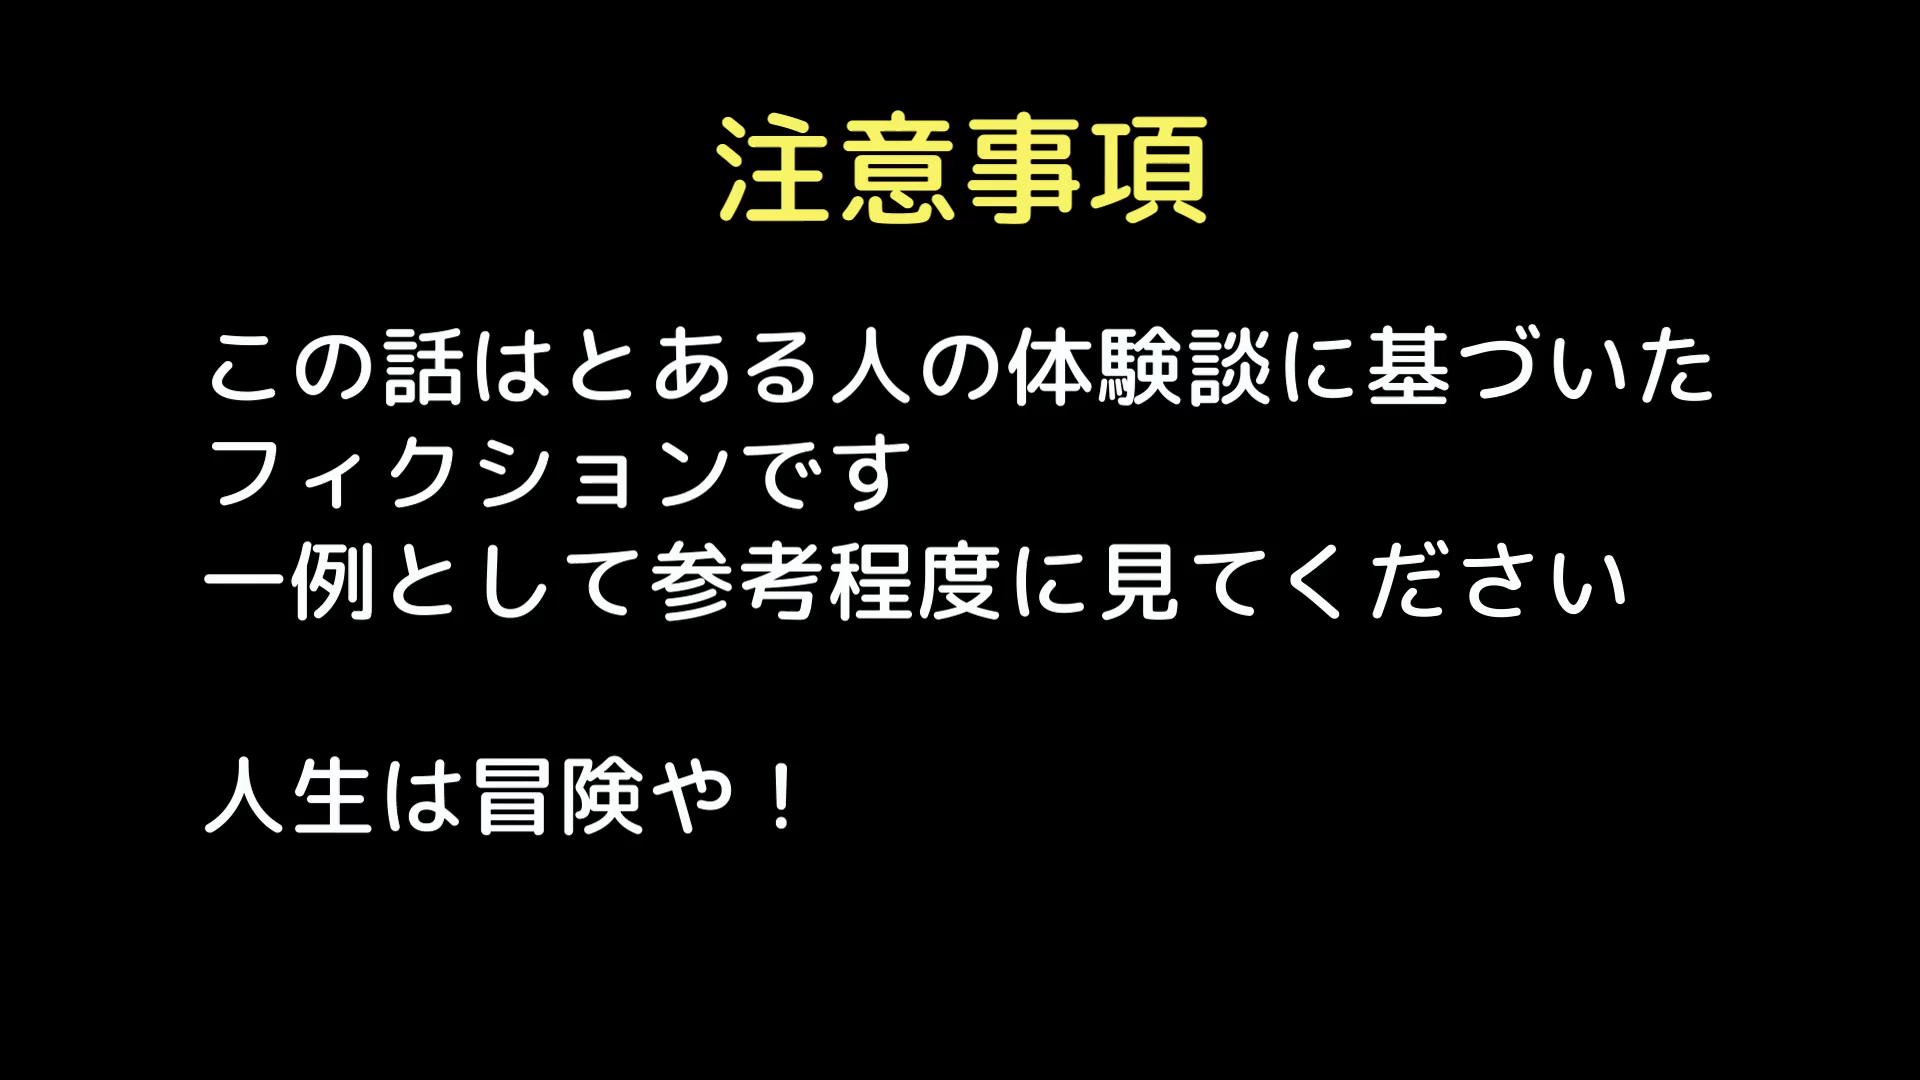 注意事項
この話はとある人の体験談に基づいた
フィクションです
一例として参考程度に見てください
人生は冒険や！